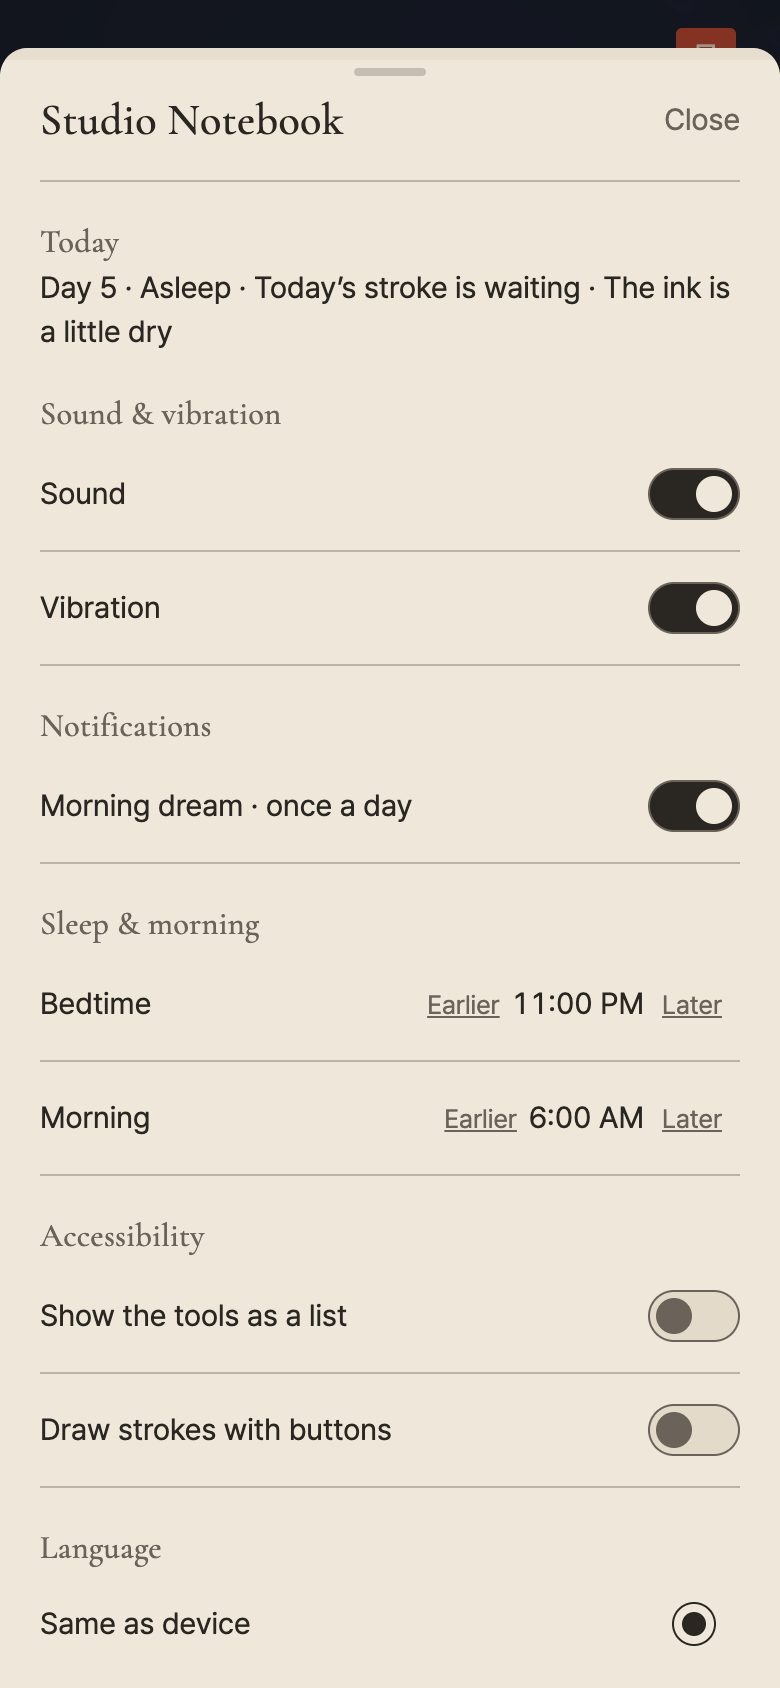 Studio Notebook
Close
Today
Day 5 · Asleep · Today’s stroke is waiting · The ink is
a little dry
Sound & vibration
Sound
Vibration
Notifications
Morning dream · once a day
Sleep & morning
Bedtime Earlier 11:00 PM Later
Morning Earlier 6:00 AM Later
Accessibility
Show the tools as a list
Draw strokes with buttons
Language
Same as device